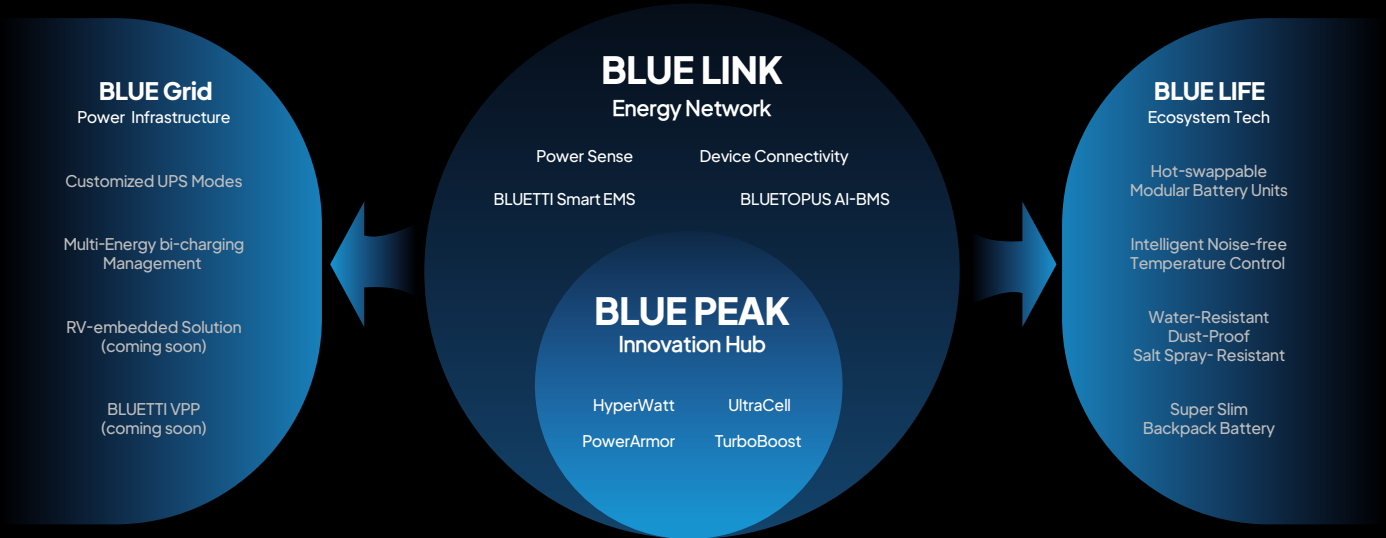 BLUE Grid
Power Infrastructure
Customized UPS Modes
Multi-Energy bi-charging
Management
RV-embedded Solution
(coming soon)
BLUETTI VPP
(coming soon)
BLUE LINK
Energy Network
Power Sense
Device Connectivity
BLUETTI Smart EMS
BLUETOPUS AI-BMS
BLUE PEAK
Innovation Hub
HyperWatt
UltraCell
PowerArmor
TurboBoost
BLUE LIFE
Ecosystem Tech
Hot-swappable
Modular Battery Units
Intelligent Noise-free
Temperature Control
Water-Resistant
Dust-Proof
Salt Spray- Resistant
Super Slim
Backpack Battery